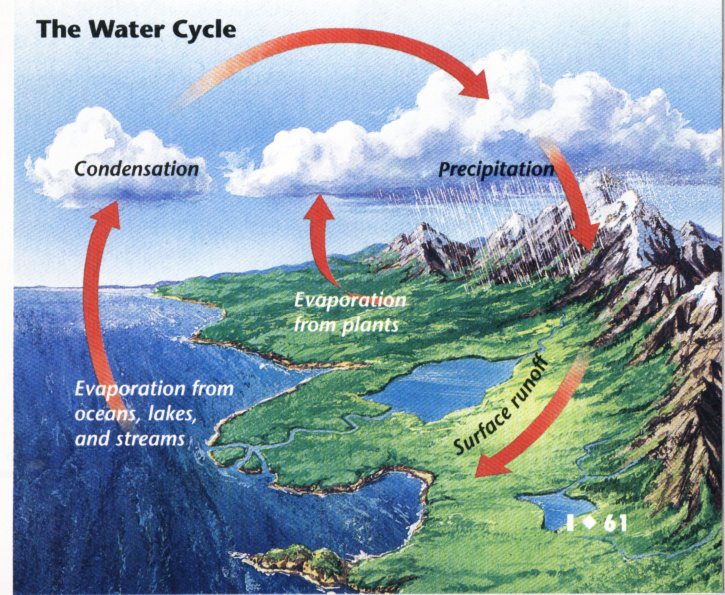 The Water Cycle
Condensation
Precipitation
Evaporation
from plants
Evaporation from
oceans, lakes,
and streams
Surface runoff
I ◆ 61